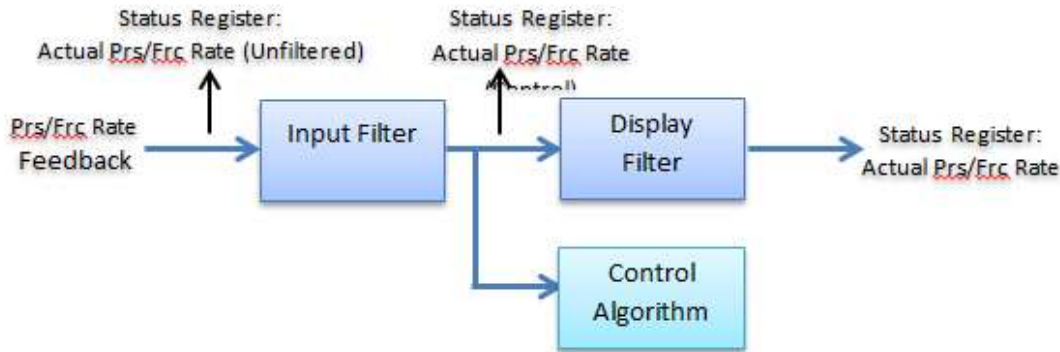 Status Register:
Actual Prs/Frc Rate (Unfiltered)
Status Register:
Actual Prs/Frc Rate
Prs/Frc Rate
Feedback
Input Filter
Display
Filter
Status Register:
Actual Prs/Frc Rate
Control
Algorithm